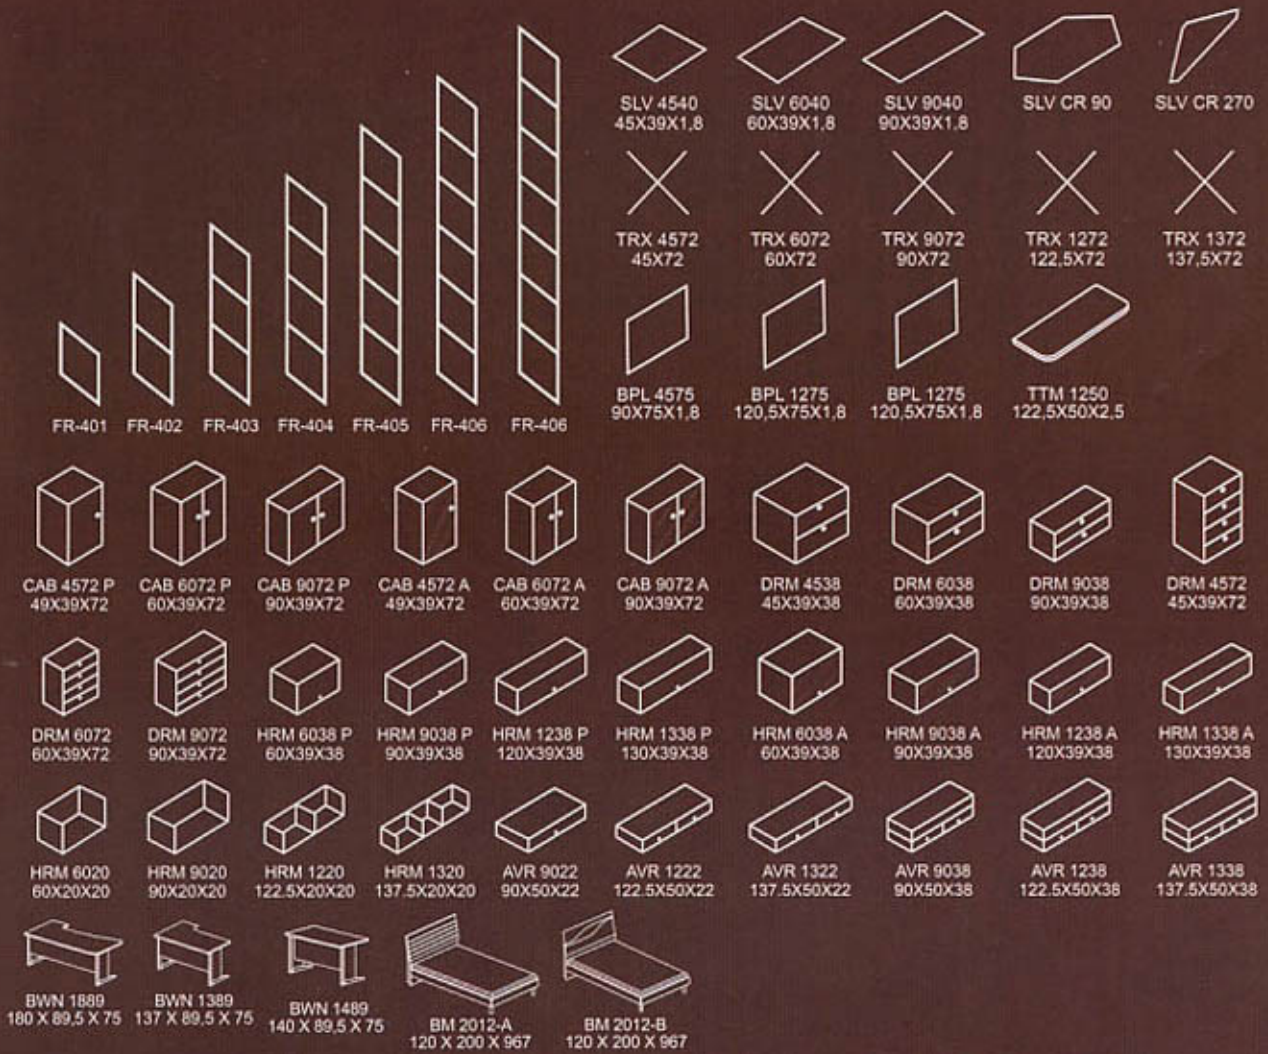 SLV 4540
45X39X1,8
SLV 6040
60X39X1,8
SLV 9040
90X39X1,8
SLV CR 90
SLV CR 270
TRX 4572
45X72
TRX 6072
60X72
TRX 9072
90X72
TRX 1272
122,5X72
TRX 1372
137,5X72
BPL 4575
90X75X1,8
BPL 1275
120,5X75X1,8
BPL 1275
120,5X75X1,8
TTM 1250
122,5X50X2,5
FR-401
FR-402
FR-403
FR-404
FR-405
FR-406
FR-406
CAB 4572 P
49X39X72
CAB 6072 P
60X39X72
CAB 9072 P
90X39X72
CAB 4572 A
49X39X72
CAB 6072 A
60X39X72
CAB 9072 A
90X39X72
DRM 4538
45X39X38
DRM 6038
60X39X38
DRM 9038
90X39X38
DRM 4572
45X39X72
DRM 6072
60X39X72
DRM 9072
90X39X72
HRM 6038 P
60X39X38
HRM 9038 P
90X39X38
HRM 1238 P
120X39X38
HRM 1338 P
130X39X38
HRM 6038 A
60X39X38
HRM 9038 A
90X39X38
HRM 1238 A
120X39X38
HRM 1338 A
130X39X38
HRM 6020
60X20X20
HRM 9020
90X20X20
HRM 1220
122.5X20X20
HRM 1320
137.5X20X20
AVR 9022
90X50X22
AVR 1222
122.5X50X22
AVR 1322
137.5X50X22
AVR 9038
90X50X38
AVR 1238
122.5X50X38
AVR 1338
137.5X50X38
BWN 1889
180 X 89,5 X 75
BWN 1389
137 X 89,5 X 75
BWN 1489
140 X 89,5 X 75
BM 2012-A
120 X 200 X 967
BM 2012-B
120 X 200 X 967